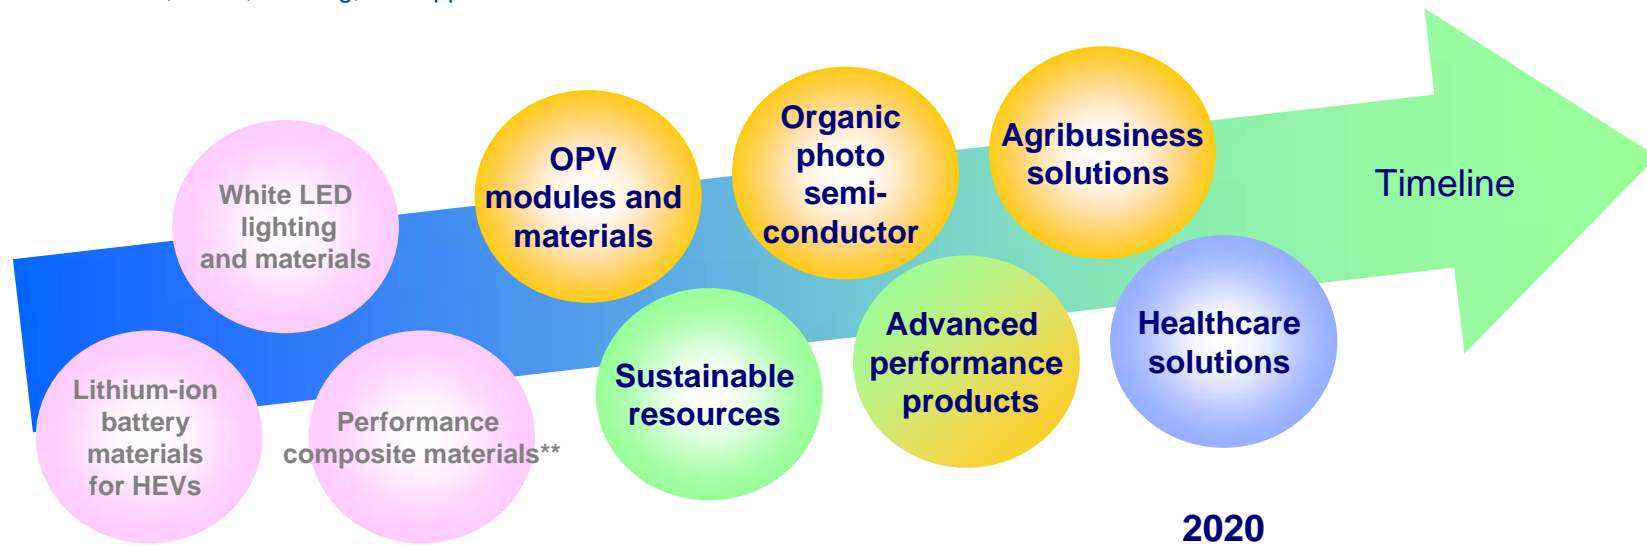 White LED
lighting
and materials
Lithium-ion
battery
materials
for HEVs
Performance
composite materials**
OPV
modules and
materials
Sustainable
resources
Organic
photo
semi-
conductor
Advanced
performance
products
Agribusiness
solutions
Healthcare
solutions
Timeline
2020